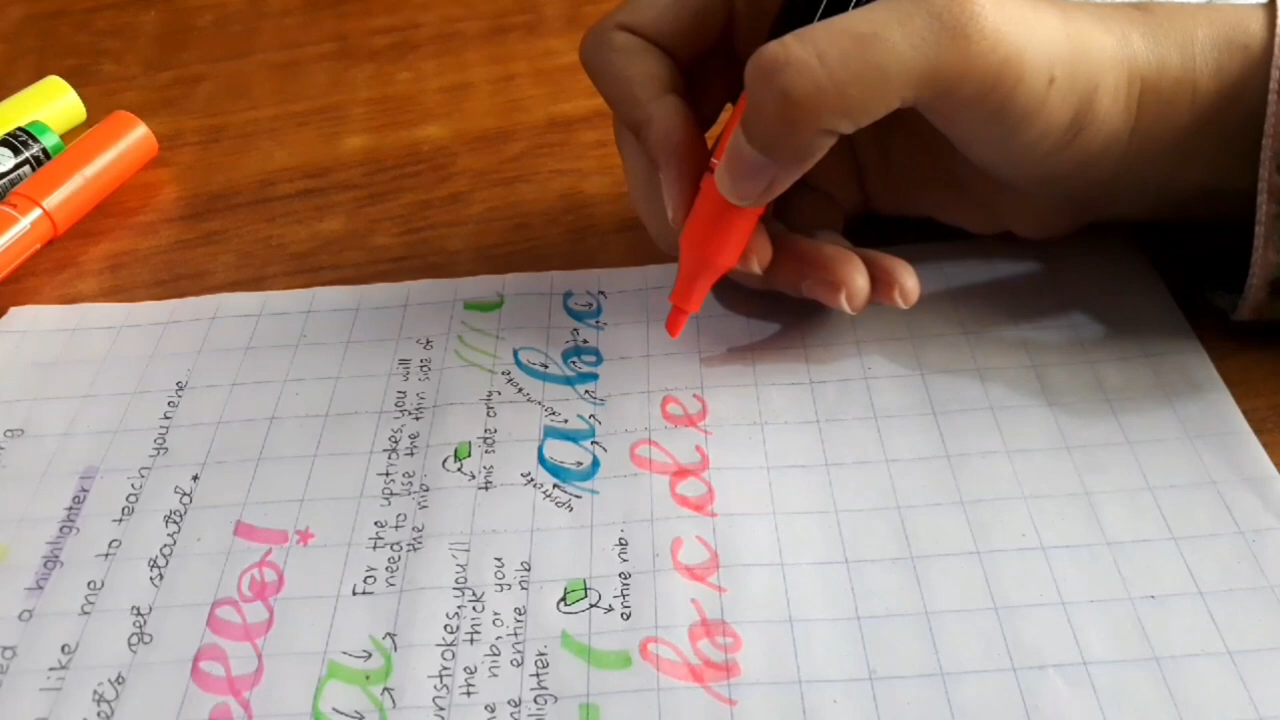 a highlighter!
like me to teach you here..
let's get started*
ello!
a
For the upstrokes, you will
need to use the thin side of
the nib.
this side only
unstrokes, you'll
the thick
nib, or you
entire nib
entire nib.
upstroke
downstroke
a b c
b c d e